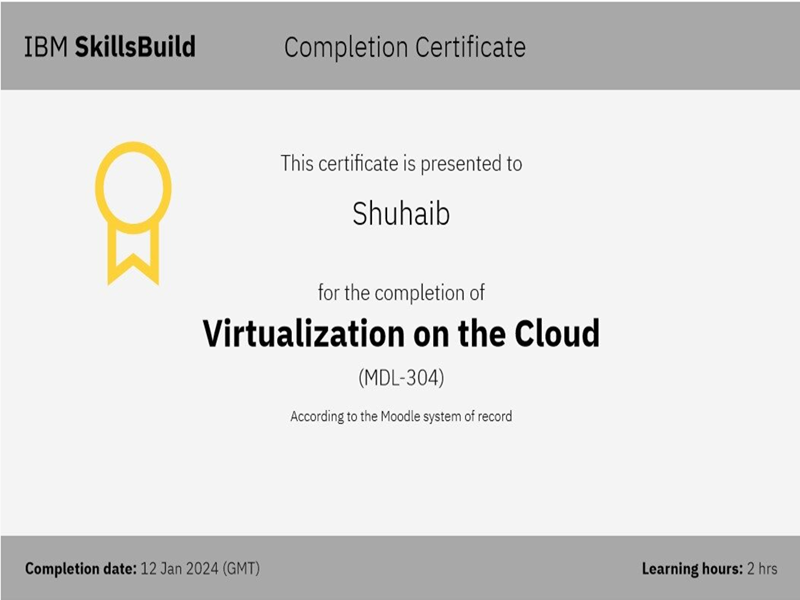 IBM SkillsBuild
Completion Certificate
This certificate is presented to
Shuhaib
for the completion of
Virtualization on the Cloud
(MDL-304)
According to the Moodle system of record
Completion date: 12 Jan 2024 (GMT)
Learning hours: 2 hrs